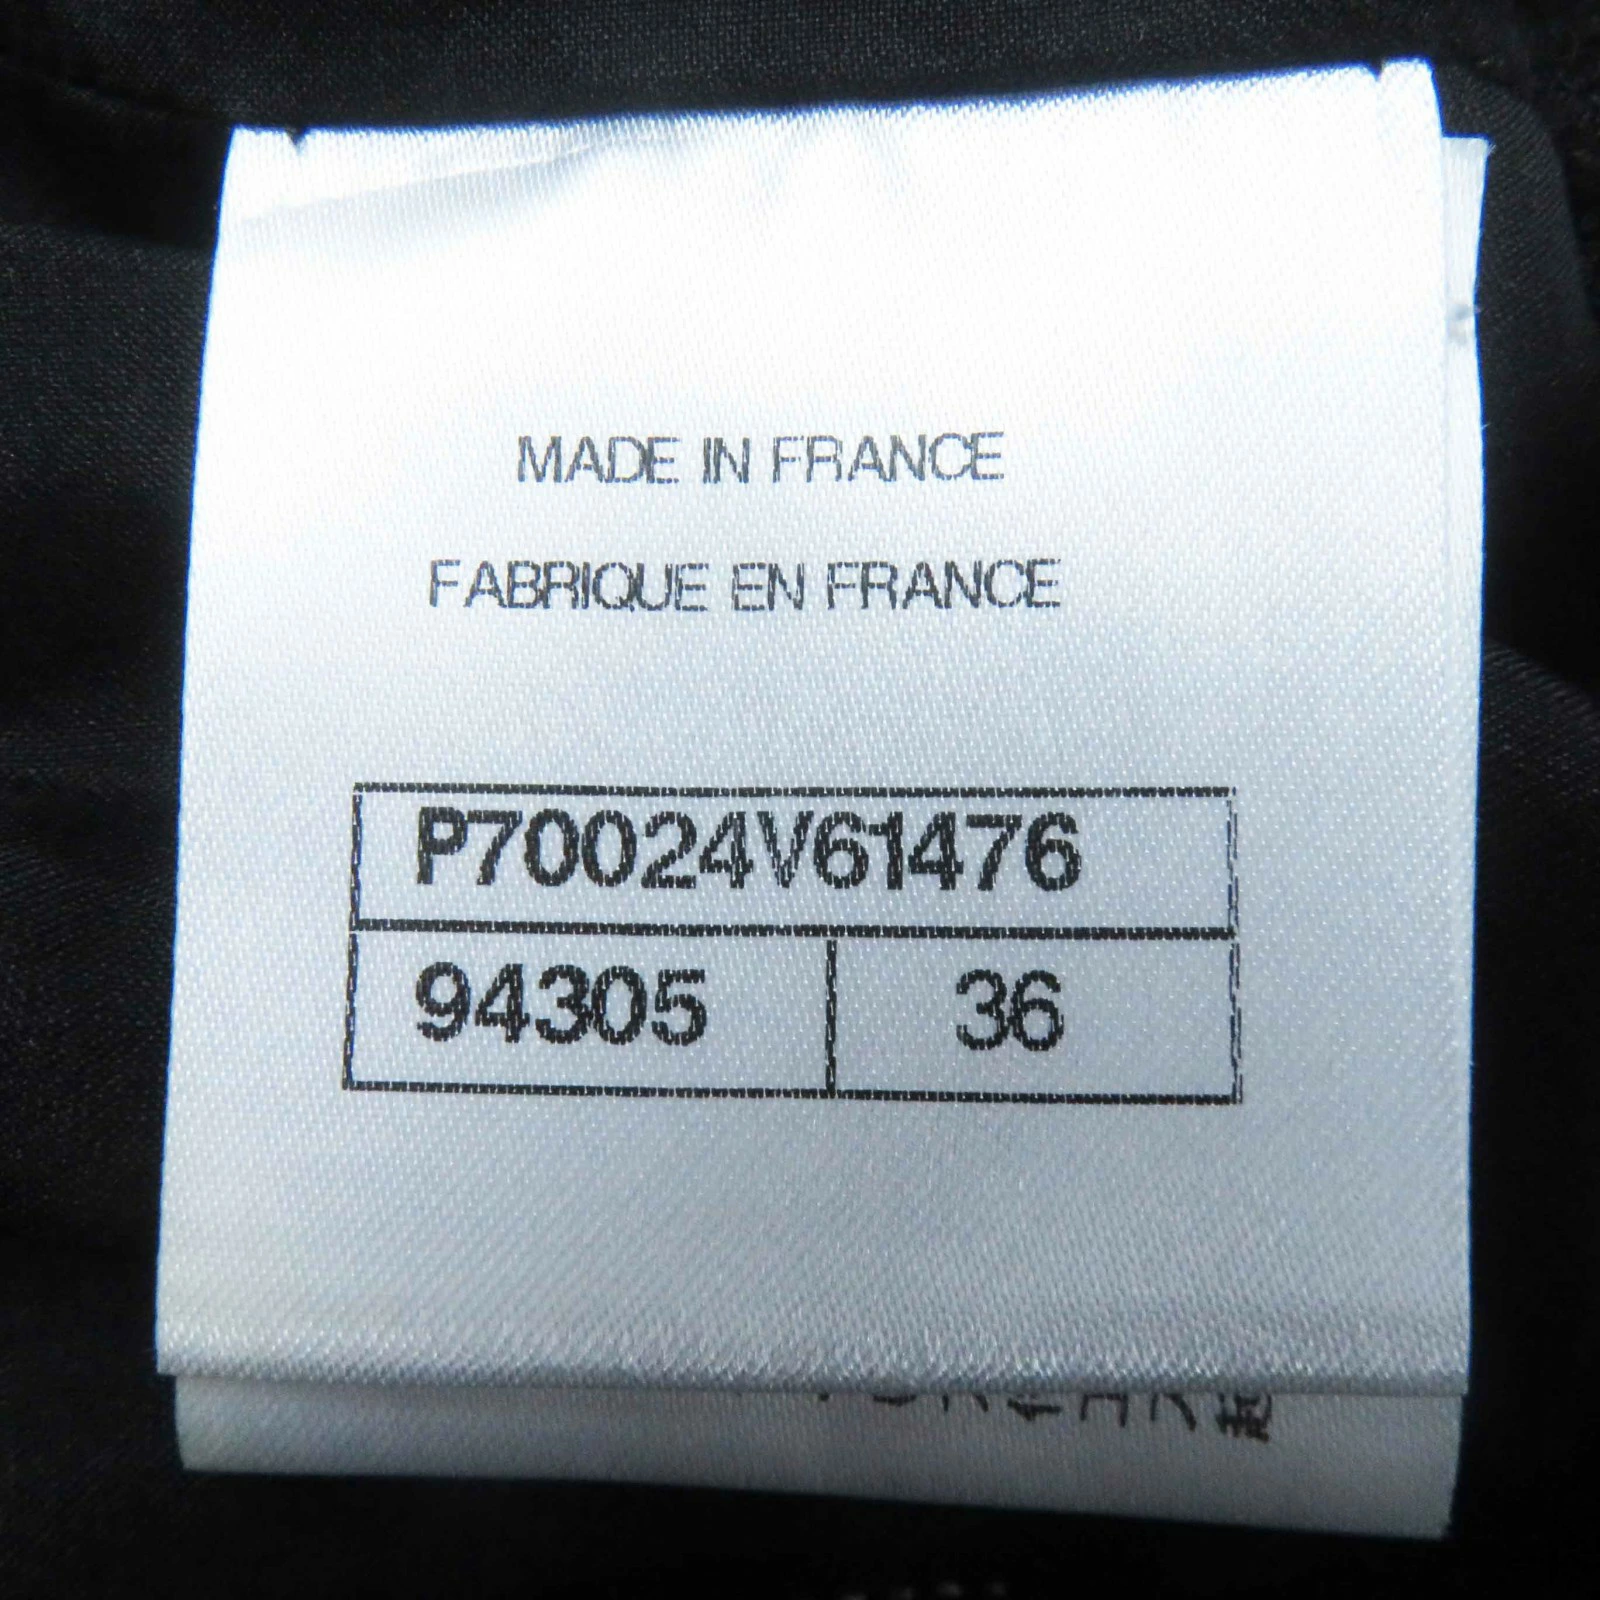 MADE IN FRANCE
FABRIQUE EN FRANCE
P70024V61476
94305 36